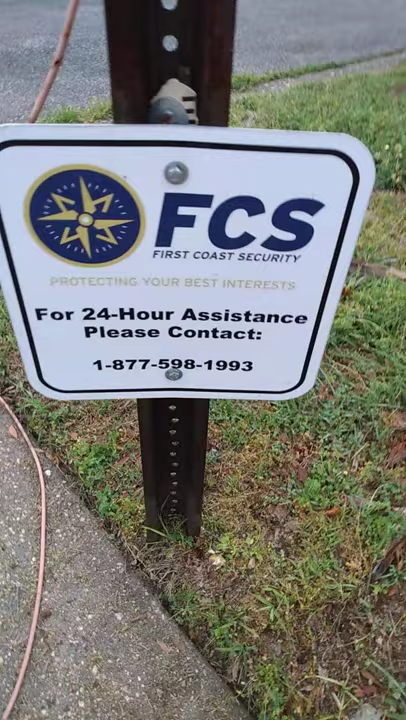 FCS
FIRST COAST SECURITY
PROTECTING YOUR BEST INTERESTS
For 24-Hour Assistance
Please Contact:
1-877-598-1993